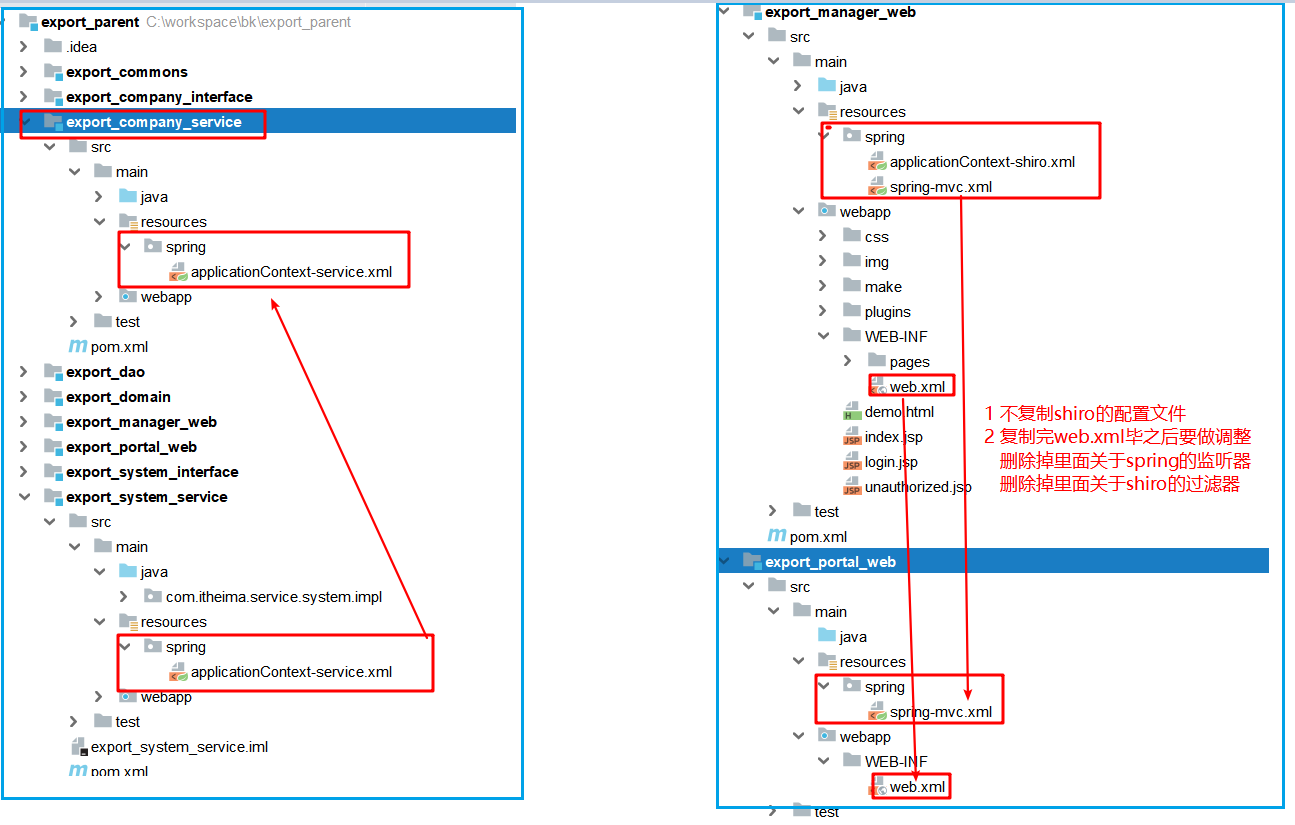 export_parent C:\workspace\bk\export_parent
.idea
export_commons
export_company_interface
export_company_service
src
main
java
resources
spring
applicationContext-service.xml
webapp
test
pom.xml
export_dao
export_domain
export_manager_web
export_portal_web
export_system_interface
export_system_service
src
main
java
com.itheima.service.system.impl
resources
spring
applicationContext-service.xml
webapp
test
export_system_service.iml
pom.xml
export_manager_web
src
main
java
resources
spring
applicationContext-shiro.xml
spring-mvc.xml
webapp
css
img
make
plugins
WEB-INF
pages
web.xml
demo.html
index.jsp
login.jsp
unauthorized.jsp
test
pom.xml
1 不复制shiro的配置文件
2 复制完web.xml毕之后要做调整
删除掉里面关于spring的监听器
删除掉里面关于shiro的过滤器
export_portal_web
src
main
java
resources
spring
spring-mvc.xml
webapp
WEB-INF
web.xml
test